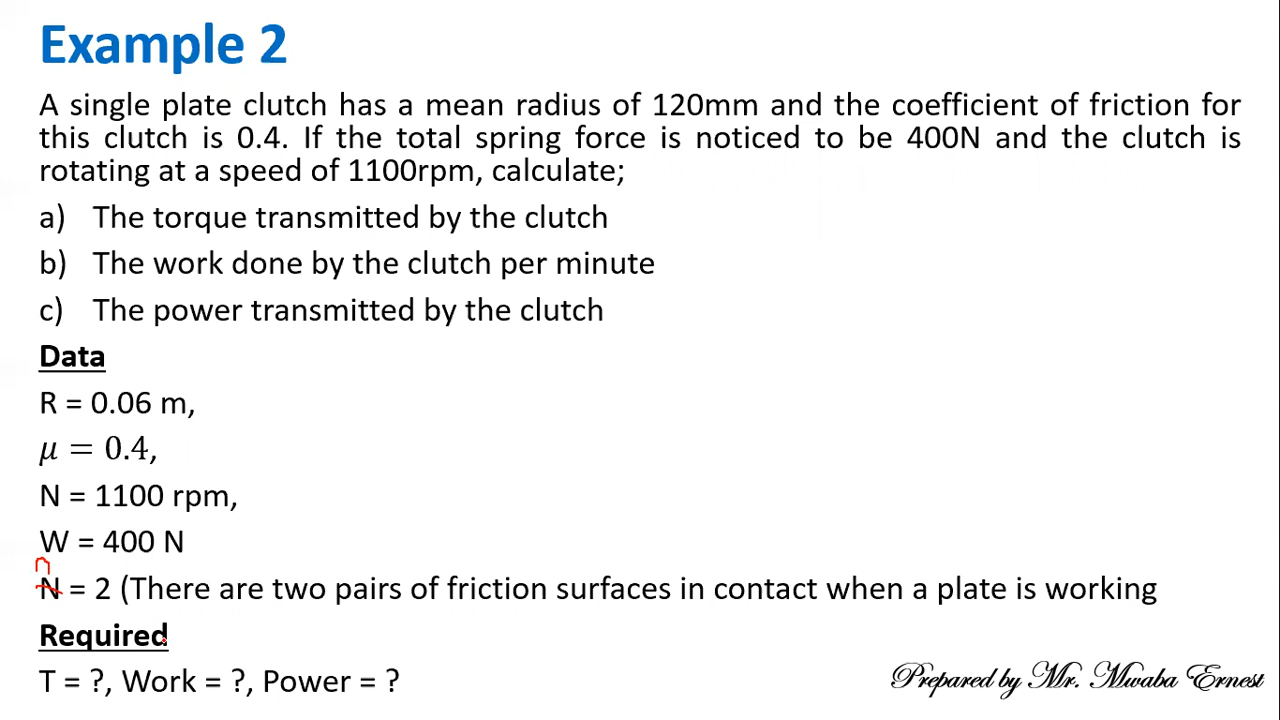 Example 2
A single plate clutch has a mean radius of 120mm and the coefficient of friction for
this clutch is 0.4. If the total spring force is noticed to be 400N and the clutch is
rotating at a speed of 1100rpm, calculate;
a) The torque transmitted by the clutch
b) The work done by the clutch per minute
c) The power transmitted by the clutch
Data
R = 0.06 m,
μ = 0.4,
N = 1100 rpm,
W = 400 N
n
N = 2 (There are two pairs of friction surfaces in contact when a plate is working
Required
T = ?, Work = ?, Power = ?
Prepared by Mr. Mwaba Ernest